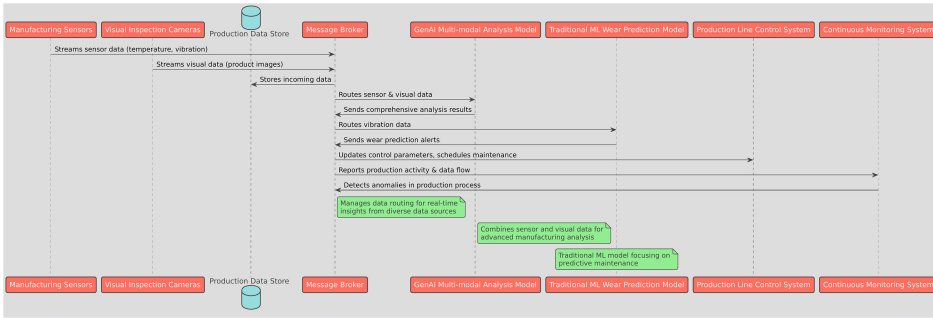 Production Data Store
Manufacturing Sensors
Visual Inspection Cameras
Message Broker
GenAI Multi-modal Analysis Model
Traditional ML Wear Prediction Model
Production Line Control System
Continuous Monitoring System
Streams sensor data (temperature, vibration)
Streams visual data (product images)
Stores incoming data
Routes sensor & visual data
Sends comprehensive analysis results
Routes vibration data
Sends wear prediction alerts
Updates control parameters, schedules maintenance
Reports production activity & data flow
Detects anomalies in production process
Manages data routing for real-time
insights from diverse data sources
Combines sensor and visual data for
advanced manufacturing analysis
Traditional ML model focusing on
predictive maintenance
Manufacturing Sensors
Visual Inspection Cameras
Production Data Store
Message Broker
GenAI Multi-modal Analysis Model
Traditional ML Wear Prediction Model
Production Line Control System
Continuous Monitoring System